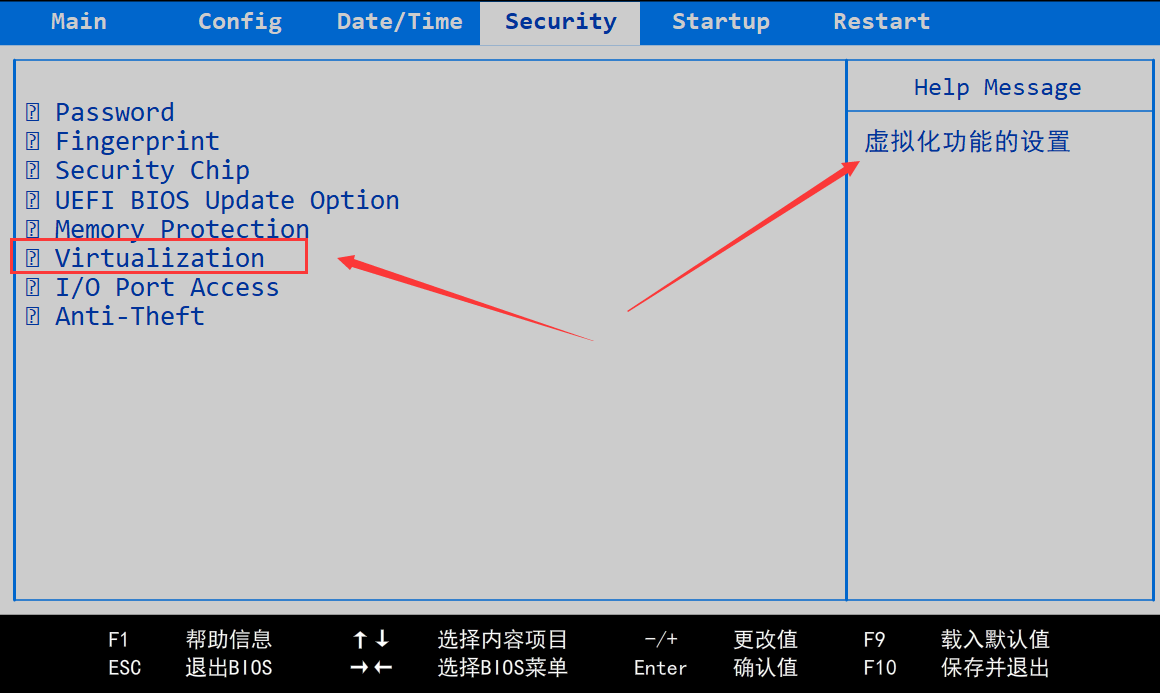 Main Config Date/Time Security Startup Restart
Help Message
虚拟化功能的设置
Password
Fingerprint
Security Chip
UEFI BIOS Update Option
Memory Protection
Virtualization
I/O Port Access
Anti-Theft
F1 帮助信息 ↑↓ 选择内容项目 -/+ 更改值 F9 载入默认值
ESC 退出BIOS →← 选择BIOS菜单 Enter 确认值 F10 保存并退出